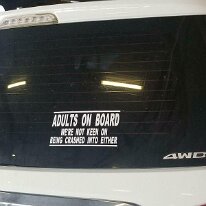 ADULTS ON BOARD
WE'RE NOT KEEN ON
BEING CRASHED INTO EITHER
4WD